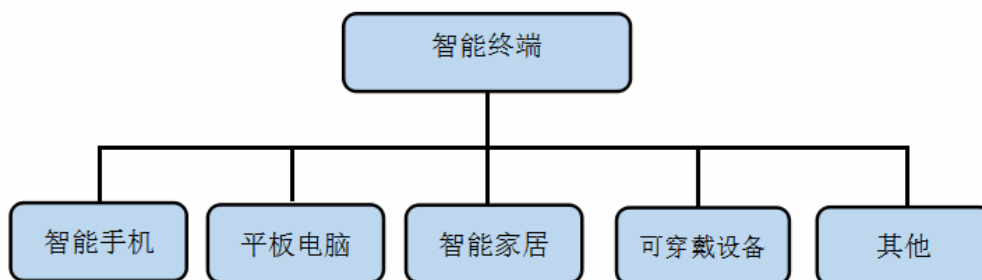 智能终端
智能手机
平板电脑
智能家居
可穿戴设备
其他